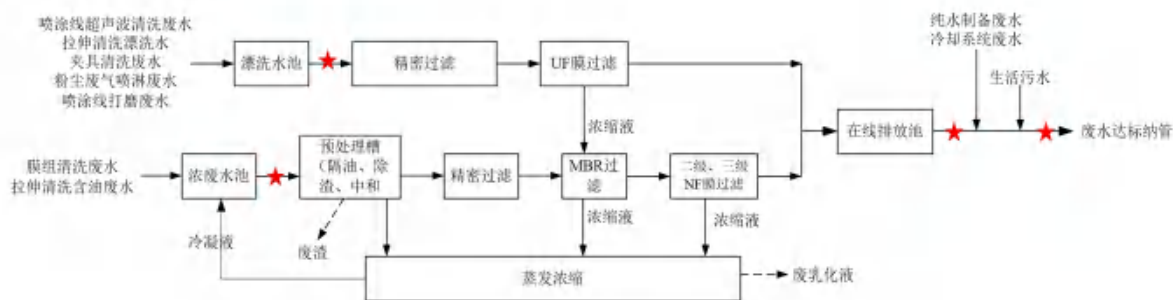 喷涂线超声波清洗废水
拉伸清洗漂洗水
夹具清洗废水
粉尘废气喷淋废水
喷涂线打磨废水
漂洗水池
精密过滤
UF膜过滤
纯水制备废水
冷却系统废水
生活污水
浓缩液
在线排放池
废水达标纳管
膜组清洗废水
拉伸清洗含油废水
浓废水池
预处理槽
（隔油、除
渣、中和
精密过滤
MBR过
滤
二级、三级
NF膜过滤
冷凝液
废渣
浓缩液
浓缩液
蒸发浓缩
废乳化液